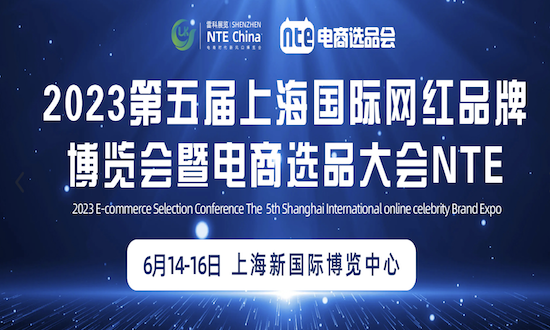 雷科展览 | SHENZHEN
NTE China
nte 电商选品会
2023第五届上海国际网红品牌
博览会暨电商选品大会NTE
2023 E-commerce Selection Conference The 5th Shanghai International online celebrity Brand Expo
6月14-16日 上海新国际博览中心